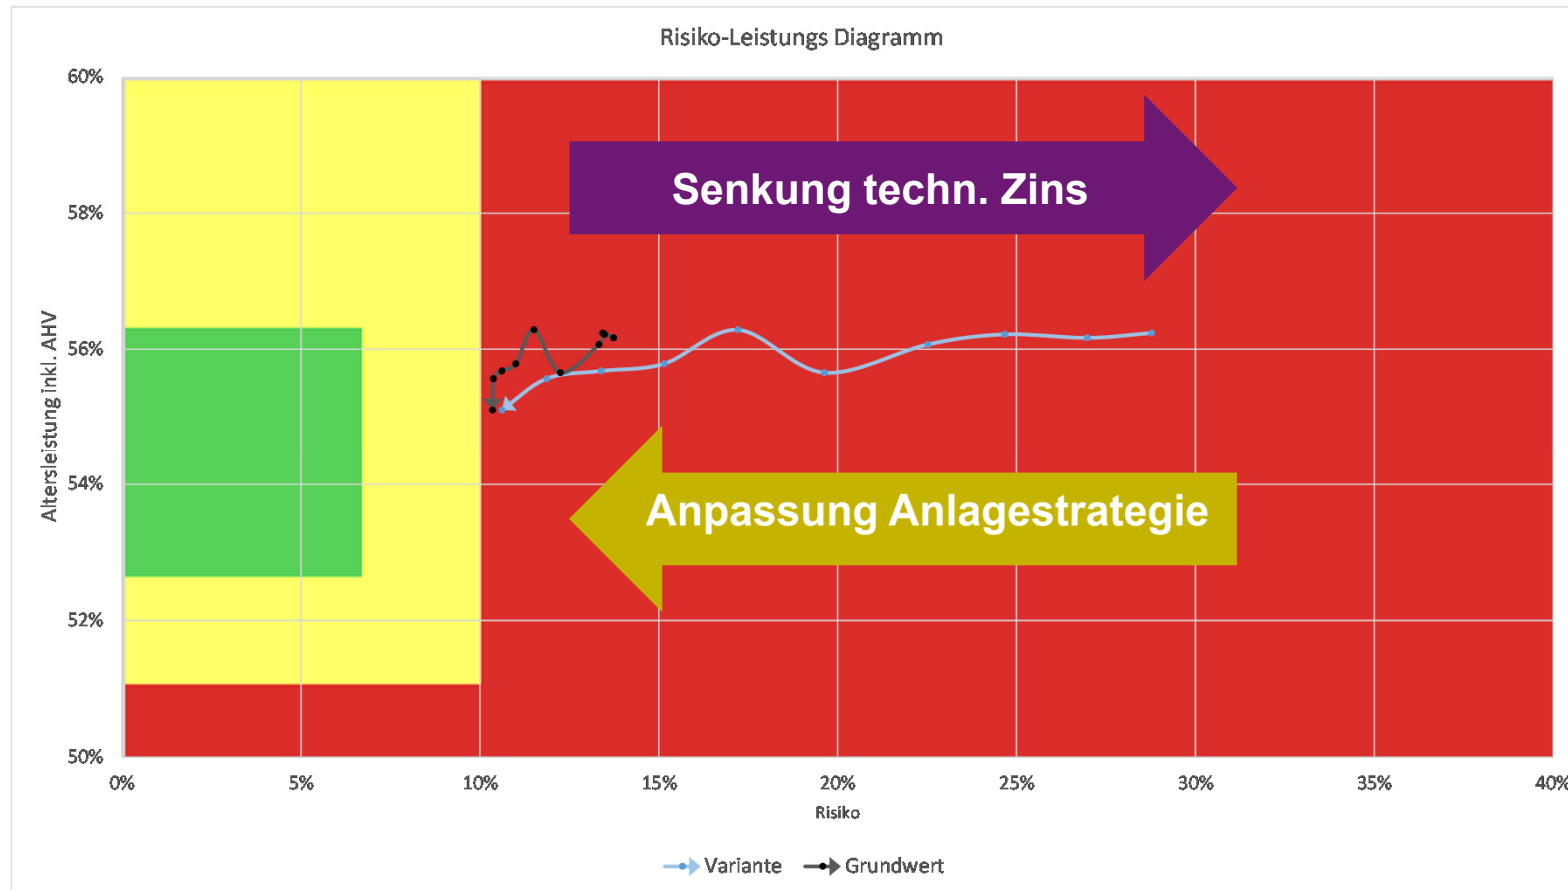 Risiko-Leistungs Diagramm
60%
58%
56%
54%
52%
50%
Altersleistung inkl. AHV
Senkung techn. Zins
Anpassung Anlagestrategie
0% 5% 10% 15% 20% 25% 30% 35% 40%
Risiko
Variante Grundwert